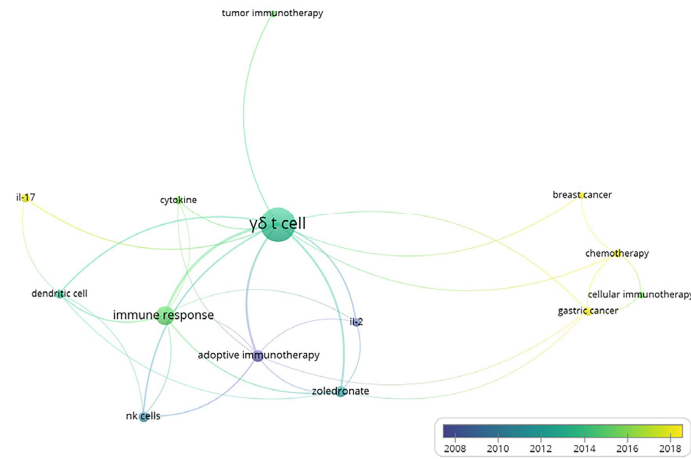 tumor immunotherapy
il-17
cytokine
breast cancer
γδ t cell
chemotherapy
dendritic cell
cellular immunotherapy
immune response
gastric cancer
il-2
adoptive immunotherapy
zoledronate
nk cells
2008 2010 2012 2014 2016 2018